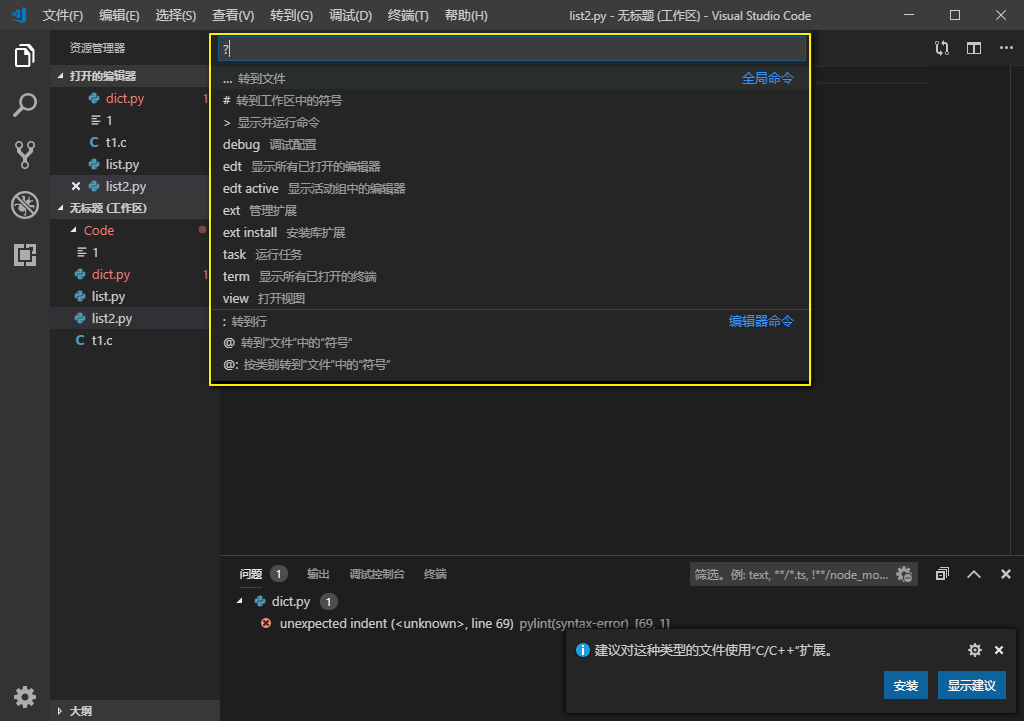 文件(F) 编辑(E) 选择(S) 查看(V) 转到(G) 调试(D) 终端(T) 帮助(H) list2.py - 无标题 (工作区) - Visual Studio Code
资源管理器
打开的编辑器
dict.py 1
1
C t1.c
list.py
list2.py
无标题 (工作区)
Code
1
dict.py 1
list.py
list2.py
C t1.c
大纲
?
... 转到文件 全局命令
# 转到工作区中的符号
> 显示并运行命令
debug 调试配置
edt 显示所有已打开的编辑器
edt active 显示活动组中的编辑器
ext 管理扩展
ext install 安装库扩展
task 运行任务
term 显示所有已打开的终端
view 打开视图
: 转到行 编辑器命令
@ 转到"文件"中的"符号"
@: 按类别转到"文件"中的"符号"
问题 1 输出 调试控制台 终端 筛选。例: text, **/*.ts, !**/node_mo...
dict.py 1
unexpected indent (<unknown>, line 69) pylint(syntax-error) [69, 1]
建议对这种类型的文件使用"C/C++"扩展。
安装 显示建议